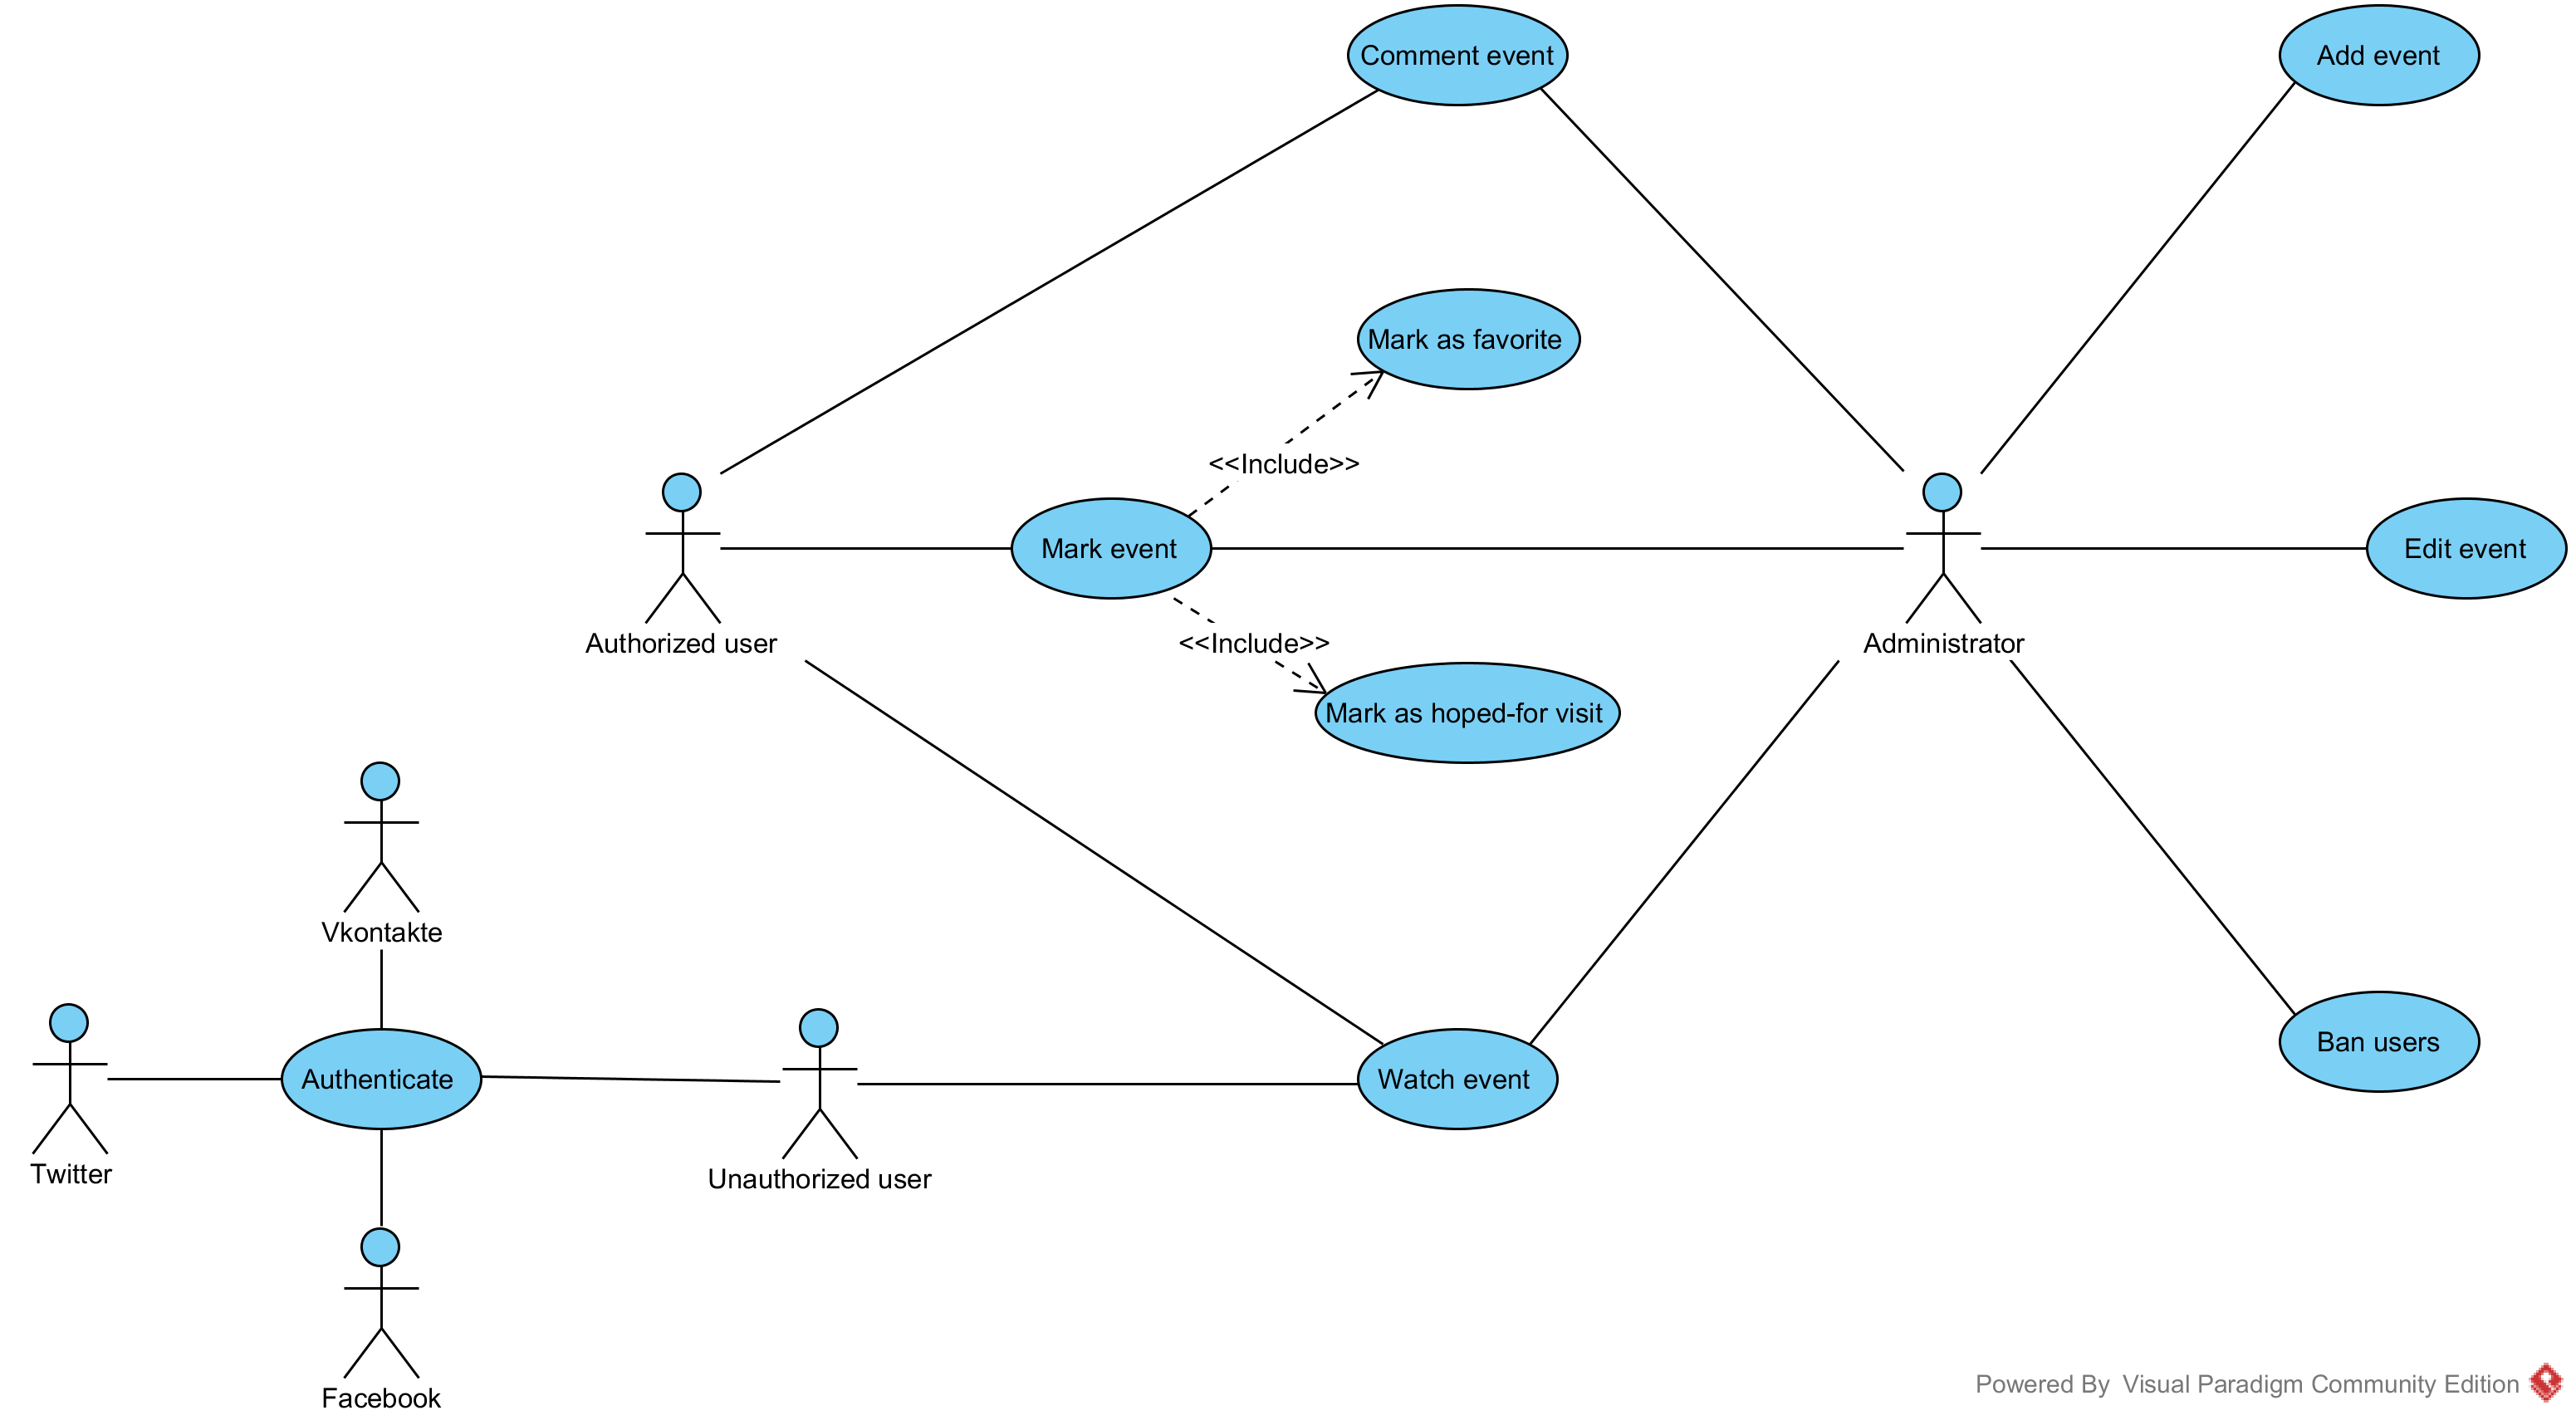 Comment event
Add event
Mark as favorite
<<Include>>
Mark event
Edit event
Authorized user
<<Include>>
Administrator
Mark as hoped-for visit
Vkontakte
Ban users
Authenticate
Watch event
Twitter
Unauthorized user
Facebook
Powered By Visual Paradigm Community Edition